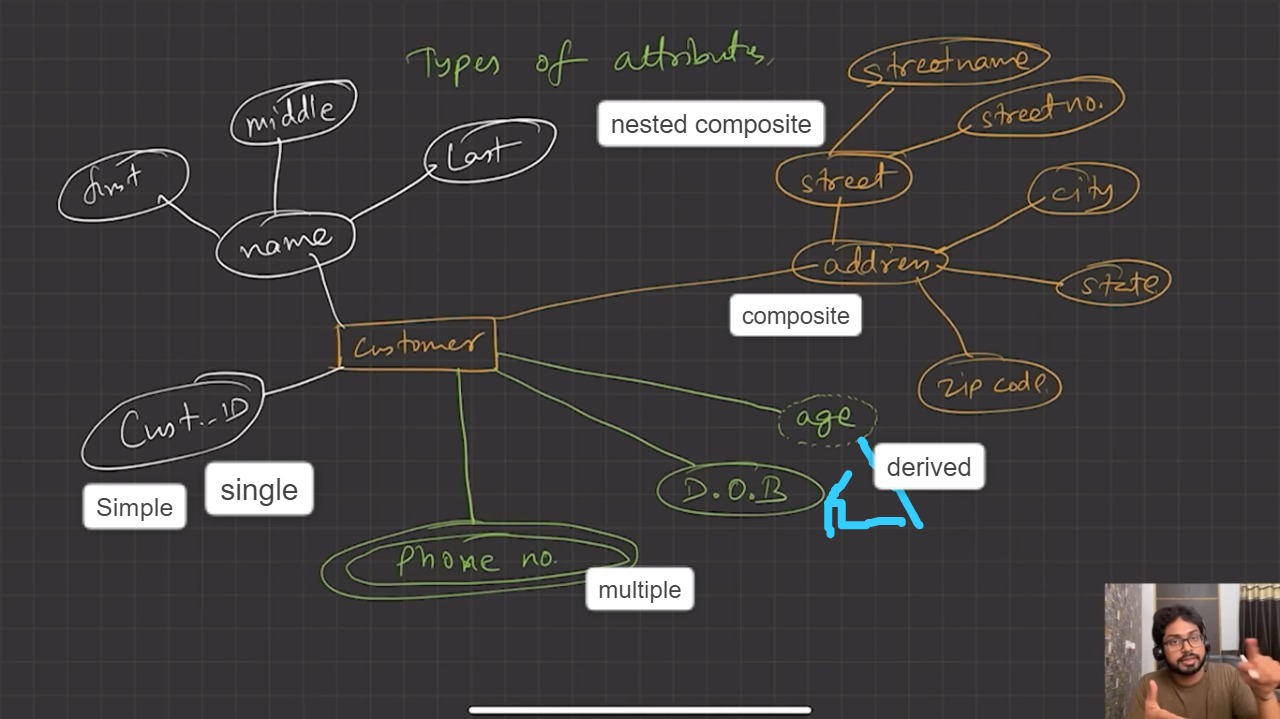 Types of attributes
streetname
middle
street no.
nested composite
Last
first
street
city
name
address
state
composite
Customer
zip code
age
Cust. ID
derived
D.O.B
Simple
single
Phone no.
multiple